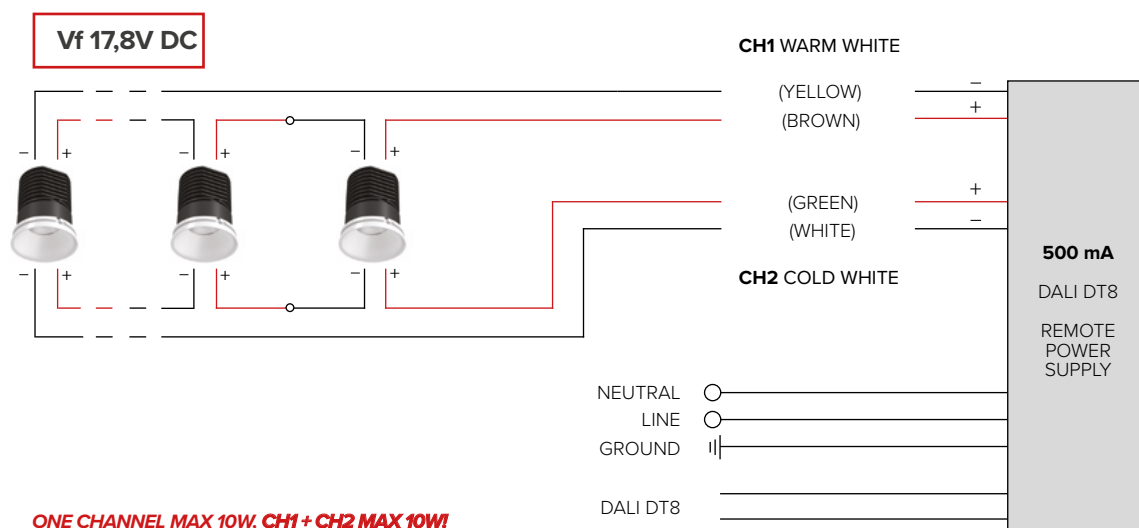 Vf 17,8V DC
CH1 WARM WHITE
(YELLOW)
(BROWN)
–
+
– + – + – +
(GREEN)
(WHITE)
+
–
– + – + – +
CH2 COLD WHITE
500 mA
DALI DT8
REMOTE
POWER
SUPPLY
NEUTRAL
LINE
GROUND
DALI DT8
ONE CHANNEL MAX 10W. CH1 + CH2 MAX 10W!